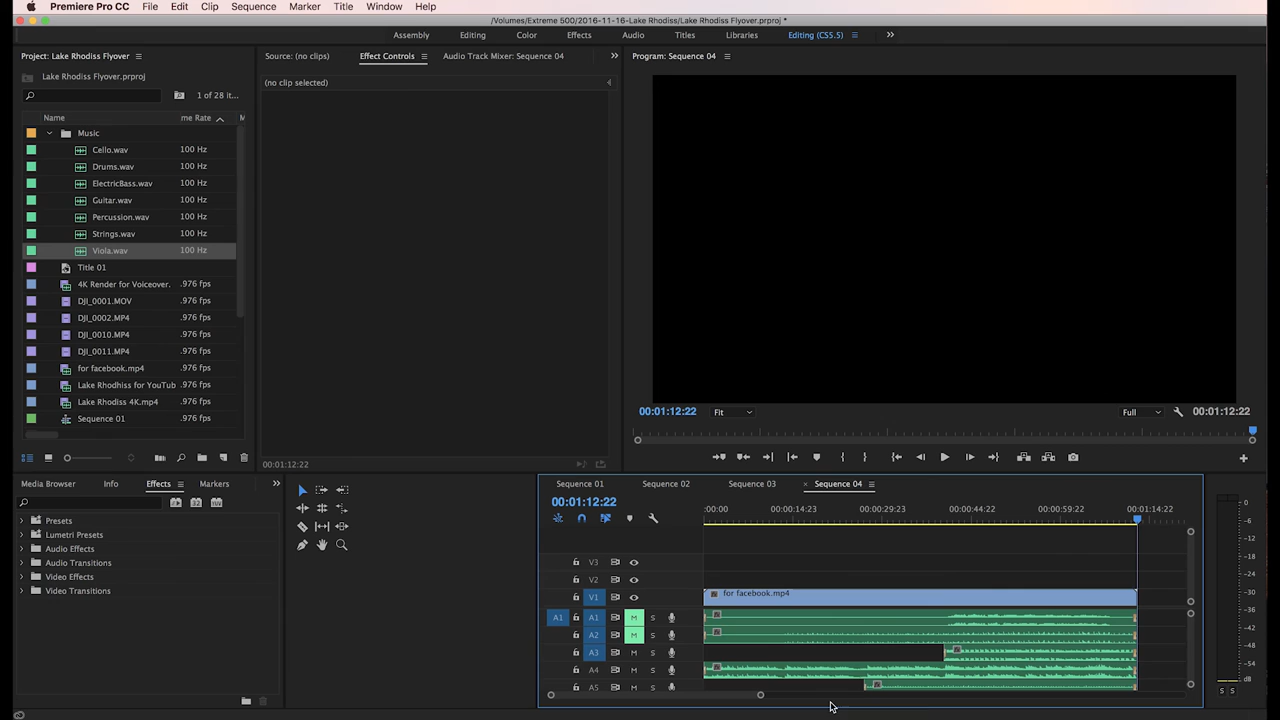 Premiere Pro CC File Edit Clip Sequence Marker Title Window Help
/Volumes/Extreme 500/2016-11-16-Lake Rhodiss/Lake Rhodiss Flyover.prproj *
Assembly Editing Color Effects Audio Titles Libraries Editing (CS5.5)
Project: Lake Rhodiss Flyover
Lake Rhodiss Flyover.prproj
1 of 28 it...
Name me Rate M
Music
Cello.wav 100 Hz
Drums.wav 100 Hz
ElectricBass.wav 100 Hz
Guitar.wav 100 Hz
Percussion.wav 100 Hz
Strings.wav 100 Hz
Viola.wav 100 Hz
Title 01
4K Render for Voiceover. .976 fps
DJI_0001.MOV .976 fps
DJI_0002.MP4 .976 fps
DJI_0010.MP4 .976 fps
DJI_0011.MP4 .976 fps
for facebook.mp4 .976 fps
Lake Rhodhiss for YouTub .976 fps
Lake Rhodiss 4K.mp4 .976 fps
Sequence 01 .976 fps
Source: (no clips) Effect Controls Audio Track Mixer: Sequence 04
(no clip selected)
00:01:12:22
Program: Sequence 04
00:01:12:22 Fit Full 00:01:12:22
Media Browser Info Effects Markers
Presets
Lumetri Presets
Audio Effects
Audio Transitions
Video Effects
Video Transitions
Sequence 01 Sequence 02 Sequence 03 × Sequence 04
00:01:12:22
:00:00 00:00:14:23 00:00:29:23 00:00:44:22 00:00:59:22 00:01:14:22
V3
V2
V1 for facebook.mp4
A1 A1 M S
A2 M S
A3 M S
A4 M S
A5 M S
0
-6
-12
-18
-24
-30
-36
-42
-48
-54
dB
S S